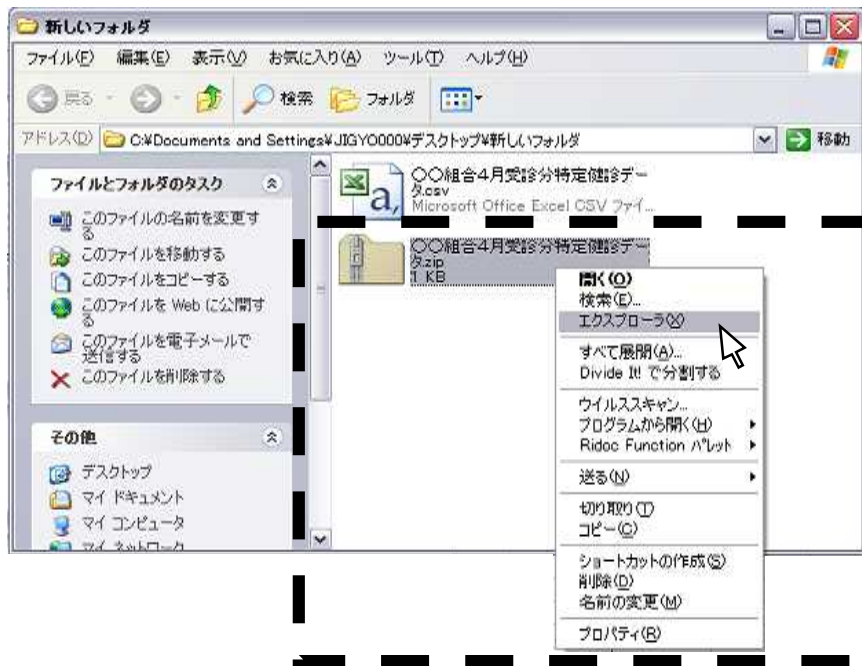 新しいフォルダ
ファイル(F) 編集(E) 表示(V) お気に入り(A) ツール(T) ヘルプ(H)
戻る 検索 フォルダ
アドレス(D) C:¥Documents and Settings¥JIGYO000¥デスクトップ¥新しいフォルダ 移動
ファイルとフォルダのタスク
このファイルの名前を変更す
る
このファイルを移動する
このファイルをコピーする
このファイルを Web に公開す
る
このファイルを電子メールで
送信する
このファイルを削除する
その他
デスクトップ
マイ ドキュメント
マイ コンピュータ
マイ ネットワーク
〇〇組合4月受診分特定健診デー
タ.csv
Microsoft Office Excel CSV ファイ...
〇〇組合4月受診分特定健診デー
タ.zip
1 KB
開く(O)
検索(E)...
エクスプローラ(X)
すべて展開(A)...
Divide It! で分割する
ウイルススキャン...
プログラムから開く(H)
Ridoc Function パレット
送る(N)
切り取り(T)
コピー(C)
ショートカットの作成(S)
削除(D)
名前の変更(M)
プロパティ(R)